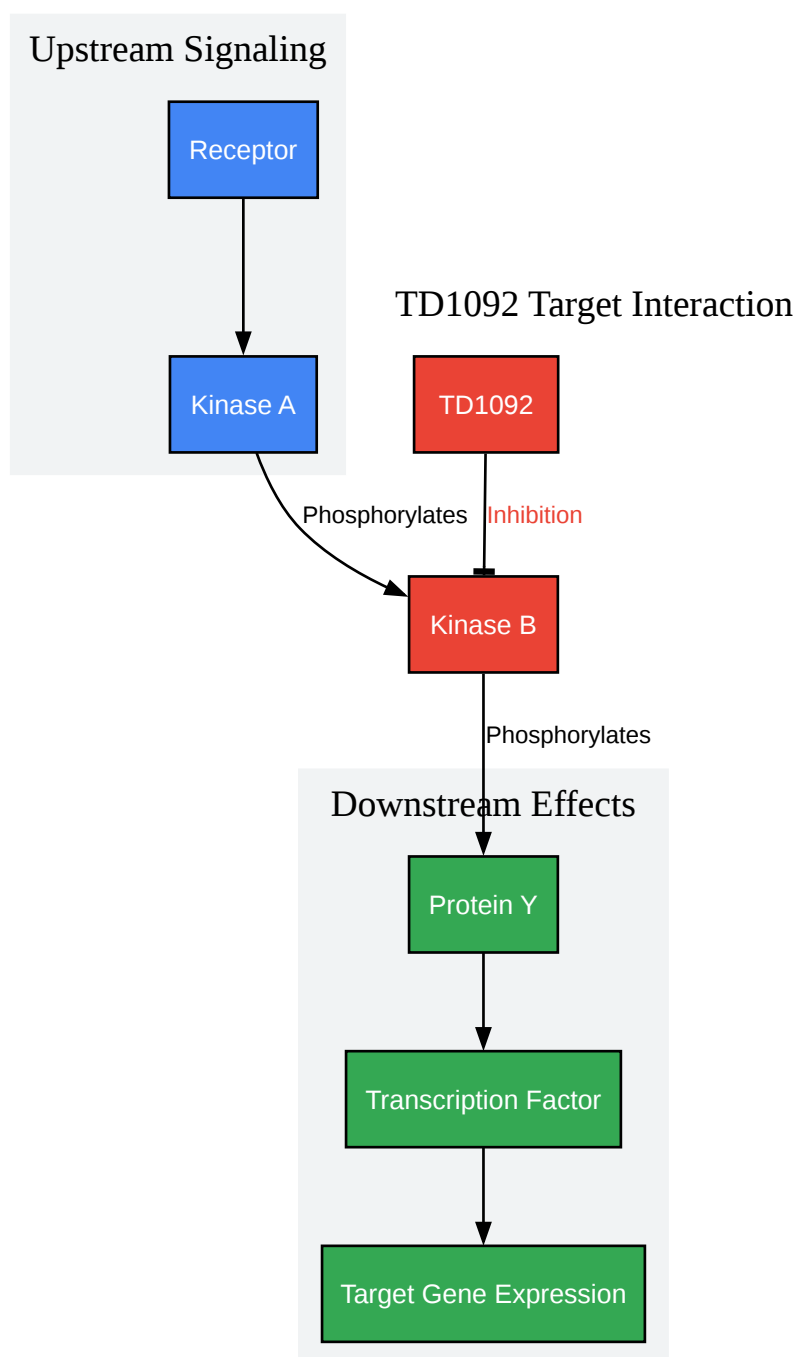 Upstream Signaling
Receptor
TD1092 Target Interaction
Kinase A
TD1092
Phosphorylates
Inhibition
Kinase B
Phosphorylates
Downstream Effects
Protein Y
Transcription Factor
Target Gene Expression